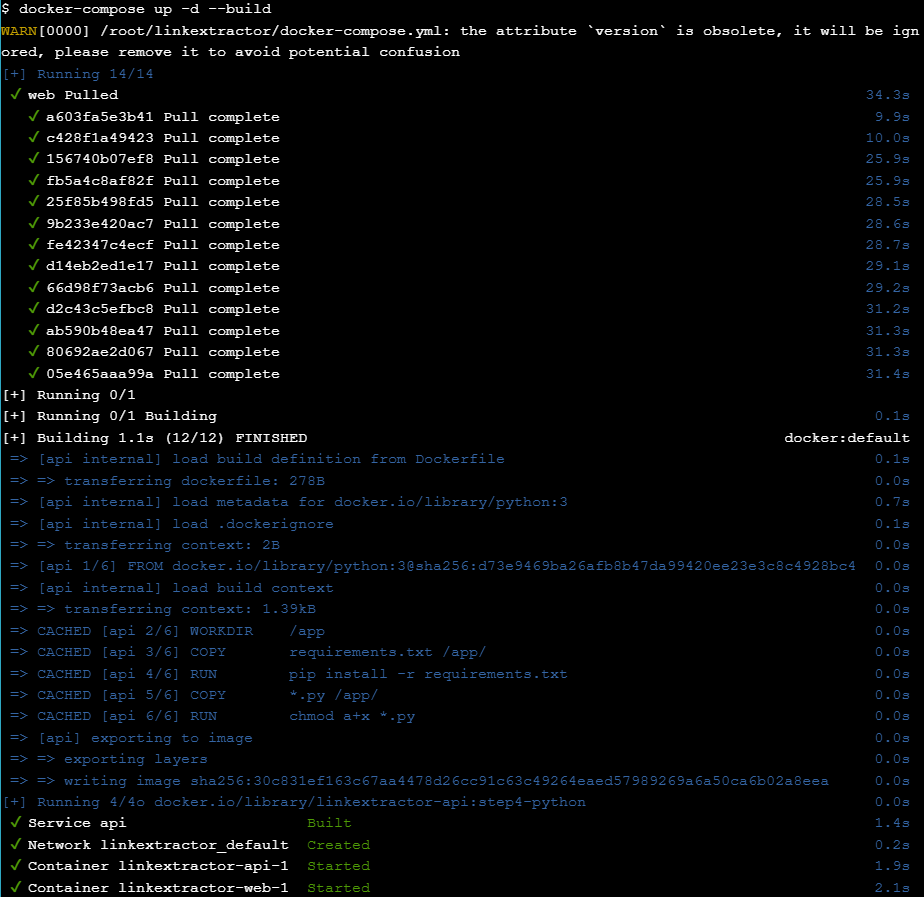 $ docker-compose up -d --build
WARN[0000] /root/linkextractor/docker-compose.yml: the attribute `version` is obsolete, it will be ign
ored, please remove it to avoid potential confusion
[+] Running 14/14
✓ web Pulled 34.3s
✓ a603fa5e3b41 Pull complete 9.9s
✓ c428f1a49423 Pull complete 10.0s
✓ 156740b07ef8 Pull complete 25.9s
✓ fb5a4c8af82f Pull complete 25.9s
✓ 25f85b498fd5 Pull complete 28.5s
✓ 9b233e420ac7 Pull complete 28.6s
✓ fe42347c4ecf Pull complete 28.7s
✓ d14eb2ed1e17 Pull complete 29.1s
✓ 66d98f73acb6 Pull complete 29.2s
✓ d2c43c5efbc8 Pull complete 31.2s
✓ ab590b48ea47 Pull complete 31.3s
✓ 80692ae2d067 Pull complete 31.3s
✓ 05e465aaa99a Pull complete 31.4s
[+] Running 0/1
[+] Running 0/1 Building 0.1s
[+] Building 1.1s (12/12) FINISHED docker:default
=> [api internal] load build definition from Dockerfile 0.1s
=> => transferring dockerfile: 278B 0.0s
=> [api internal] load metadata for docker.io/library/python:3 0.7s
=> [api internal] load .dockerignore 0.1s
=> => transferring context: 2B 0.0s
=> [api 1/6] FROM docker.io/library/python:3@sha256:d73e9469ba26afb8b47da99420ee23e3c8c4928bc4 0.0s
=> [api internal] load build context 0.0s
=> => transferring context: 1.39kB 0.0s
=> CACHED [api 2/6] WORKDIR /app 0.0s
=> CACHED [api 3/6] COPY requirements.txt /app/ 0.0s
=> CACHED [api 4/6] RUN pip install -r requirements.txt 0.0s
=> CACHED [api 5/6] COPY *.py /app/ 0.0s
=> CACHED [api 6/6] RUN chmod a+x *.py 0.0s
=> [api] exporting to image 0.0s
=> => exporting layers 0.0s
=> => writing image sha256:30c831ef163c67aa4478d26cc91c63c49264eaed57989269a6a50ca6b02a8eea 0.0s
[+] Running 4/4o docker.io/library/linkextractor-api:step4-python 0.0s
✓ Service api Built 1.4s
✓ Network linkextractor_default Created 0.2s
✓ Container linkextractor-api-1 Started 1.9s
✓ Container linkextractor-web-1 Started 2.1s